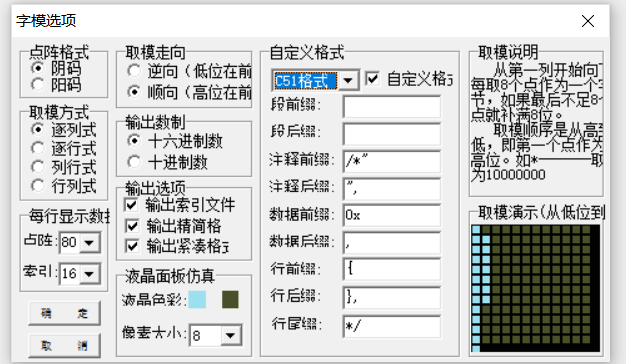 字模选项
点阵格式
阴码
阳码
取模方式
逐列式
逐行式
列行式
行列式
每行显示数据
点阵: 80
索引: 16
确 定
取 消
取模走向
逆向（低位在前
顺向（高位在前
输出数制
十六进制数
十进制数
输出选项
输出索引文件
输出精简格
输出紧凑格式
液晶面板仿真
液晶色彩:
像素大小: 8
自定义格式
C51格式 自定义格式
段前缀:
段后缀:
注释前缀: /*"
注释后缀: ",
数据前缀: 0x
数据后缀: ,
行前缀: {
行后缀: },
行尾缀: */
取模说明
从第一列开始向下
每取8个点作为一个字
节，如果最后不足8个
点就补满8位。
取模顺序是从高到
低，即第一个点作为最
高位。如*-------取
为10000000
取模演示(从低位到